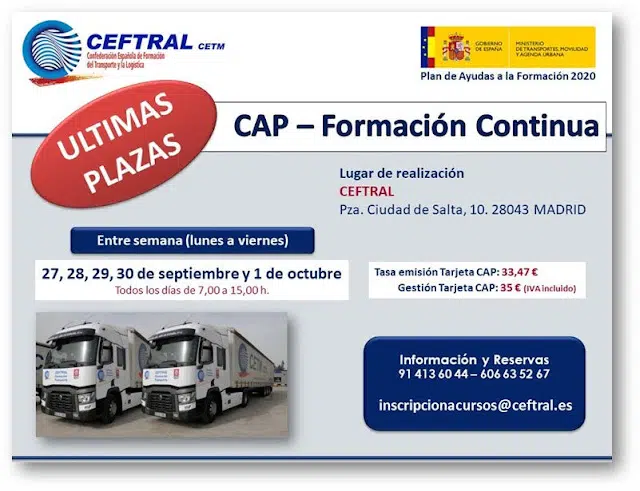 CEFTRAL CETM
Confederación Española de Formación
del Transporte y la Logística
GOBIERNO
DE ESPAÑA
MINISTERIO
DE TRANSPORTES, MOVILIDAD
Y AGENDA URBANA
Plan de Ayudas a la Formación 2020
ULTIMAS
PLAZAS
CAP – Formación Continua
Lugar de realización
CEFTRAL
Pza. Ciudad de Salta, 10. 28043 MADRID
Entre semana (lunes a viernes)
27, 28, 29, 30 de septiembre y 1 de octubre
Todos los días de 7,00 a 15,00 h.
Tasa emisión Tarjeta CAP: 33,47 €
Gestión Tarjeta CAP: 35 € (IVA incluido)
CEFTRAL
CEFTRAL
CEFTRAL
Información y Reservas
91 413 60 44 – 606 63 52 67
inscripcionacursos@ceftral.es